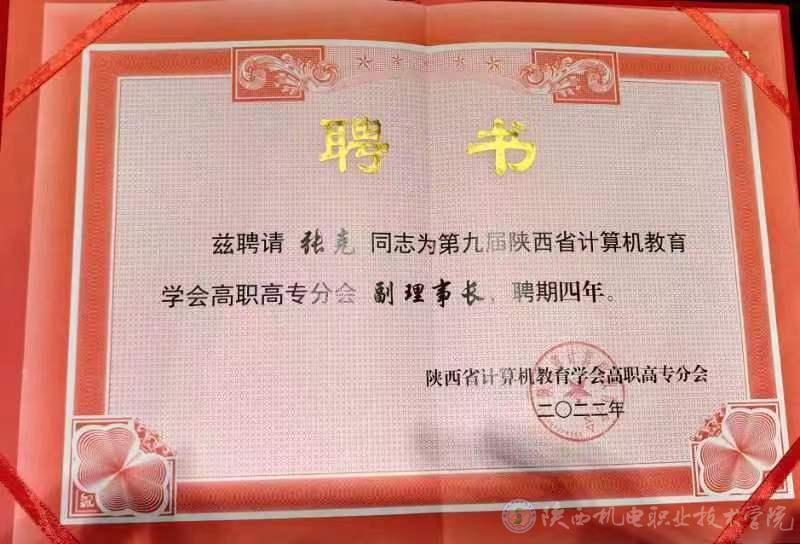 聘书
兹聘请 张克 同志为第九届陕西省计算机教育
学会高职高专分会 副理事长，聘期四年。
陕西省计算机教育学会高职高专分会
二〇二二年
陕西机电职业技术学院